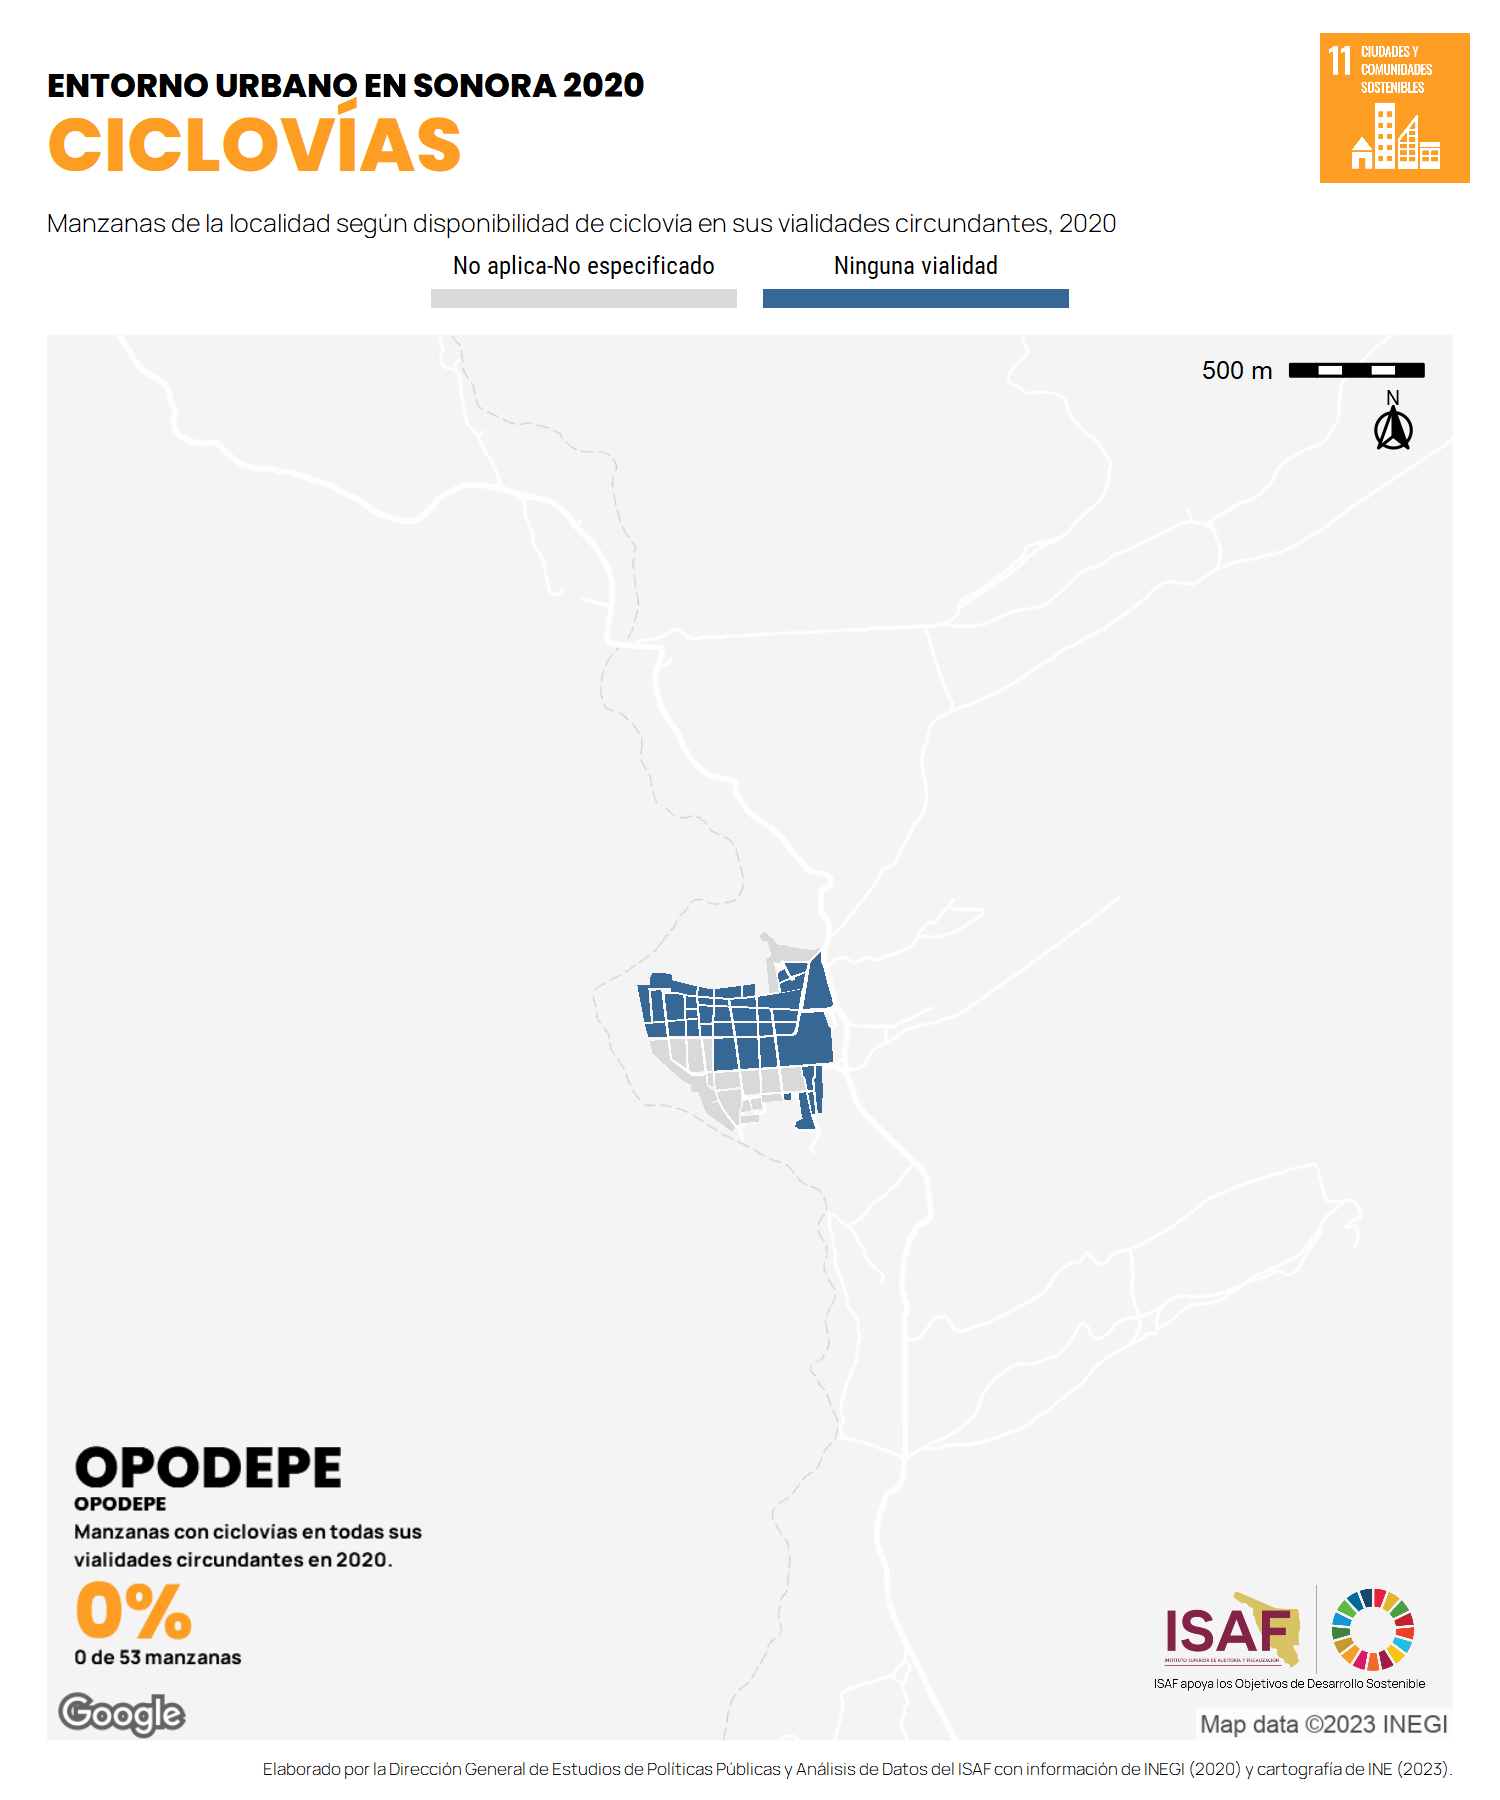 ENTORNO URBANO EN SONORA 2020
CICLOVÍAS
11 CIUDADES Y
COMUNIDADES
SOSTENIBLES
Manzanas de la localidad según disponibilidad de ciclovía en sus vialidades circundantes, 2020
No aplica-No especificado
Ninguna vialidad
500 m
N
OPODEPE
OPODEPE
Manzanas con ciclovias en todas sus
vialidades circundantes en 2020.
0%
0 de 53 manzanas
Google
ISAF
INSTITUTO SUPERIOR DE AUDITORÍA Y FISCALIZACIÓN
ISAF apoya los Objetivos de Desarrollo Sostenible
Map data ©2023 INEGI
Elaborado por la Dirección General de Estudios de Políticas Públicas y Análisis de Datos del ISAF con información de INEGI (2020) y cartografía de INE (2023).